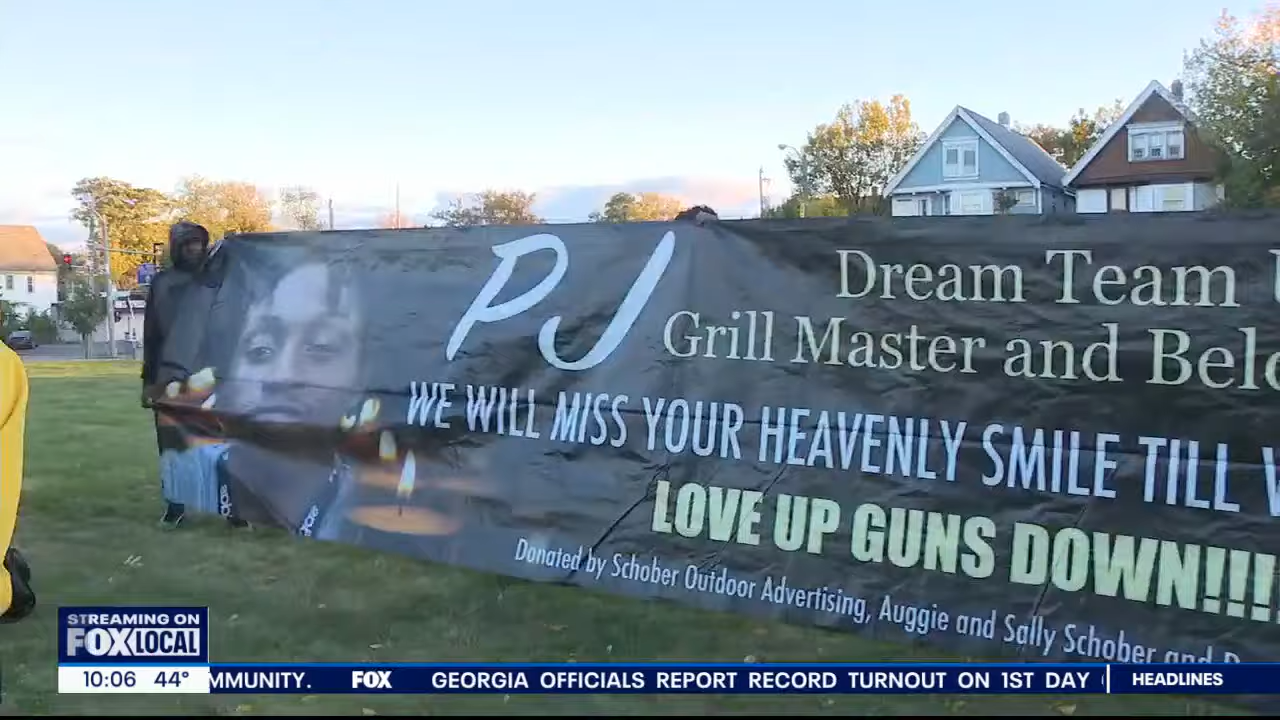 PJ
Dream Team
Grill Master and
WE WILL MISS YOUR HEAVENLY SMILE TILL
LOVE UP GUNS DOWN!!!!
Donated by Schober Outdoor Advertising, Auggie and Sally Schober and
STREAMING ON
FOX LOCAL
10:06 44° MMUNITY. FOX GEORGIA OFFICIALS REPORT RECORD TURNOUT ON 1ST DAY HEADLINES